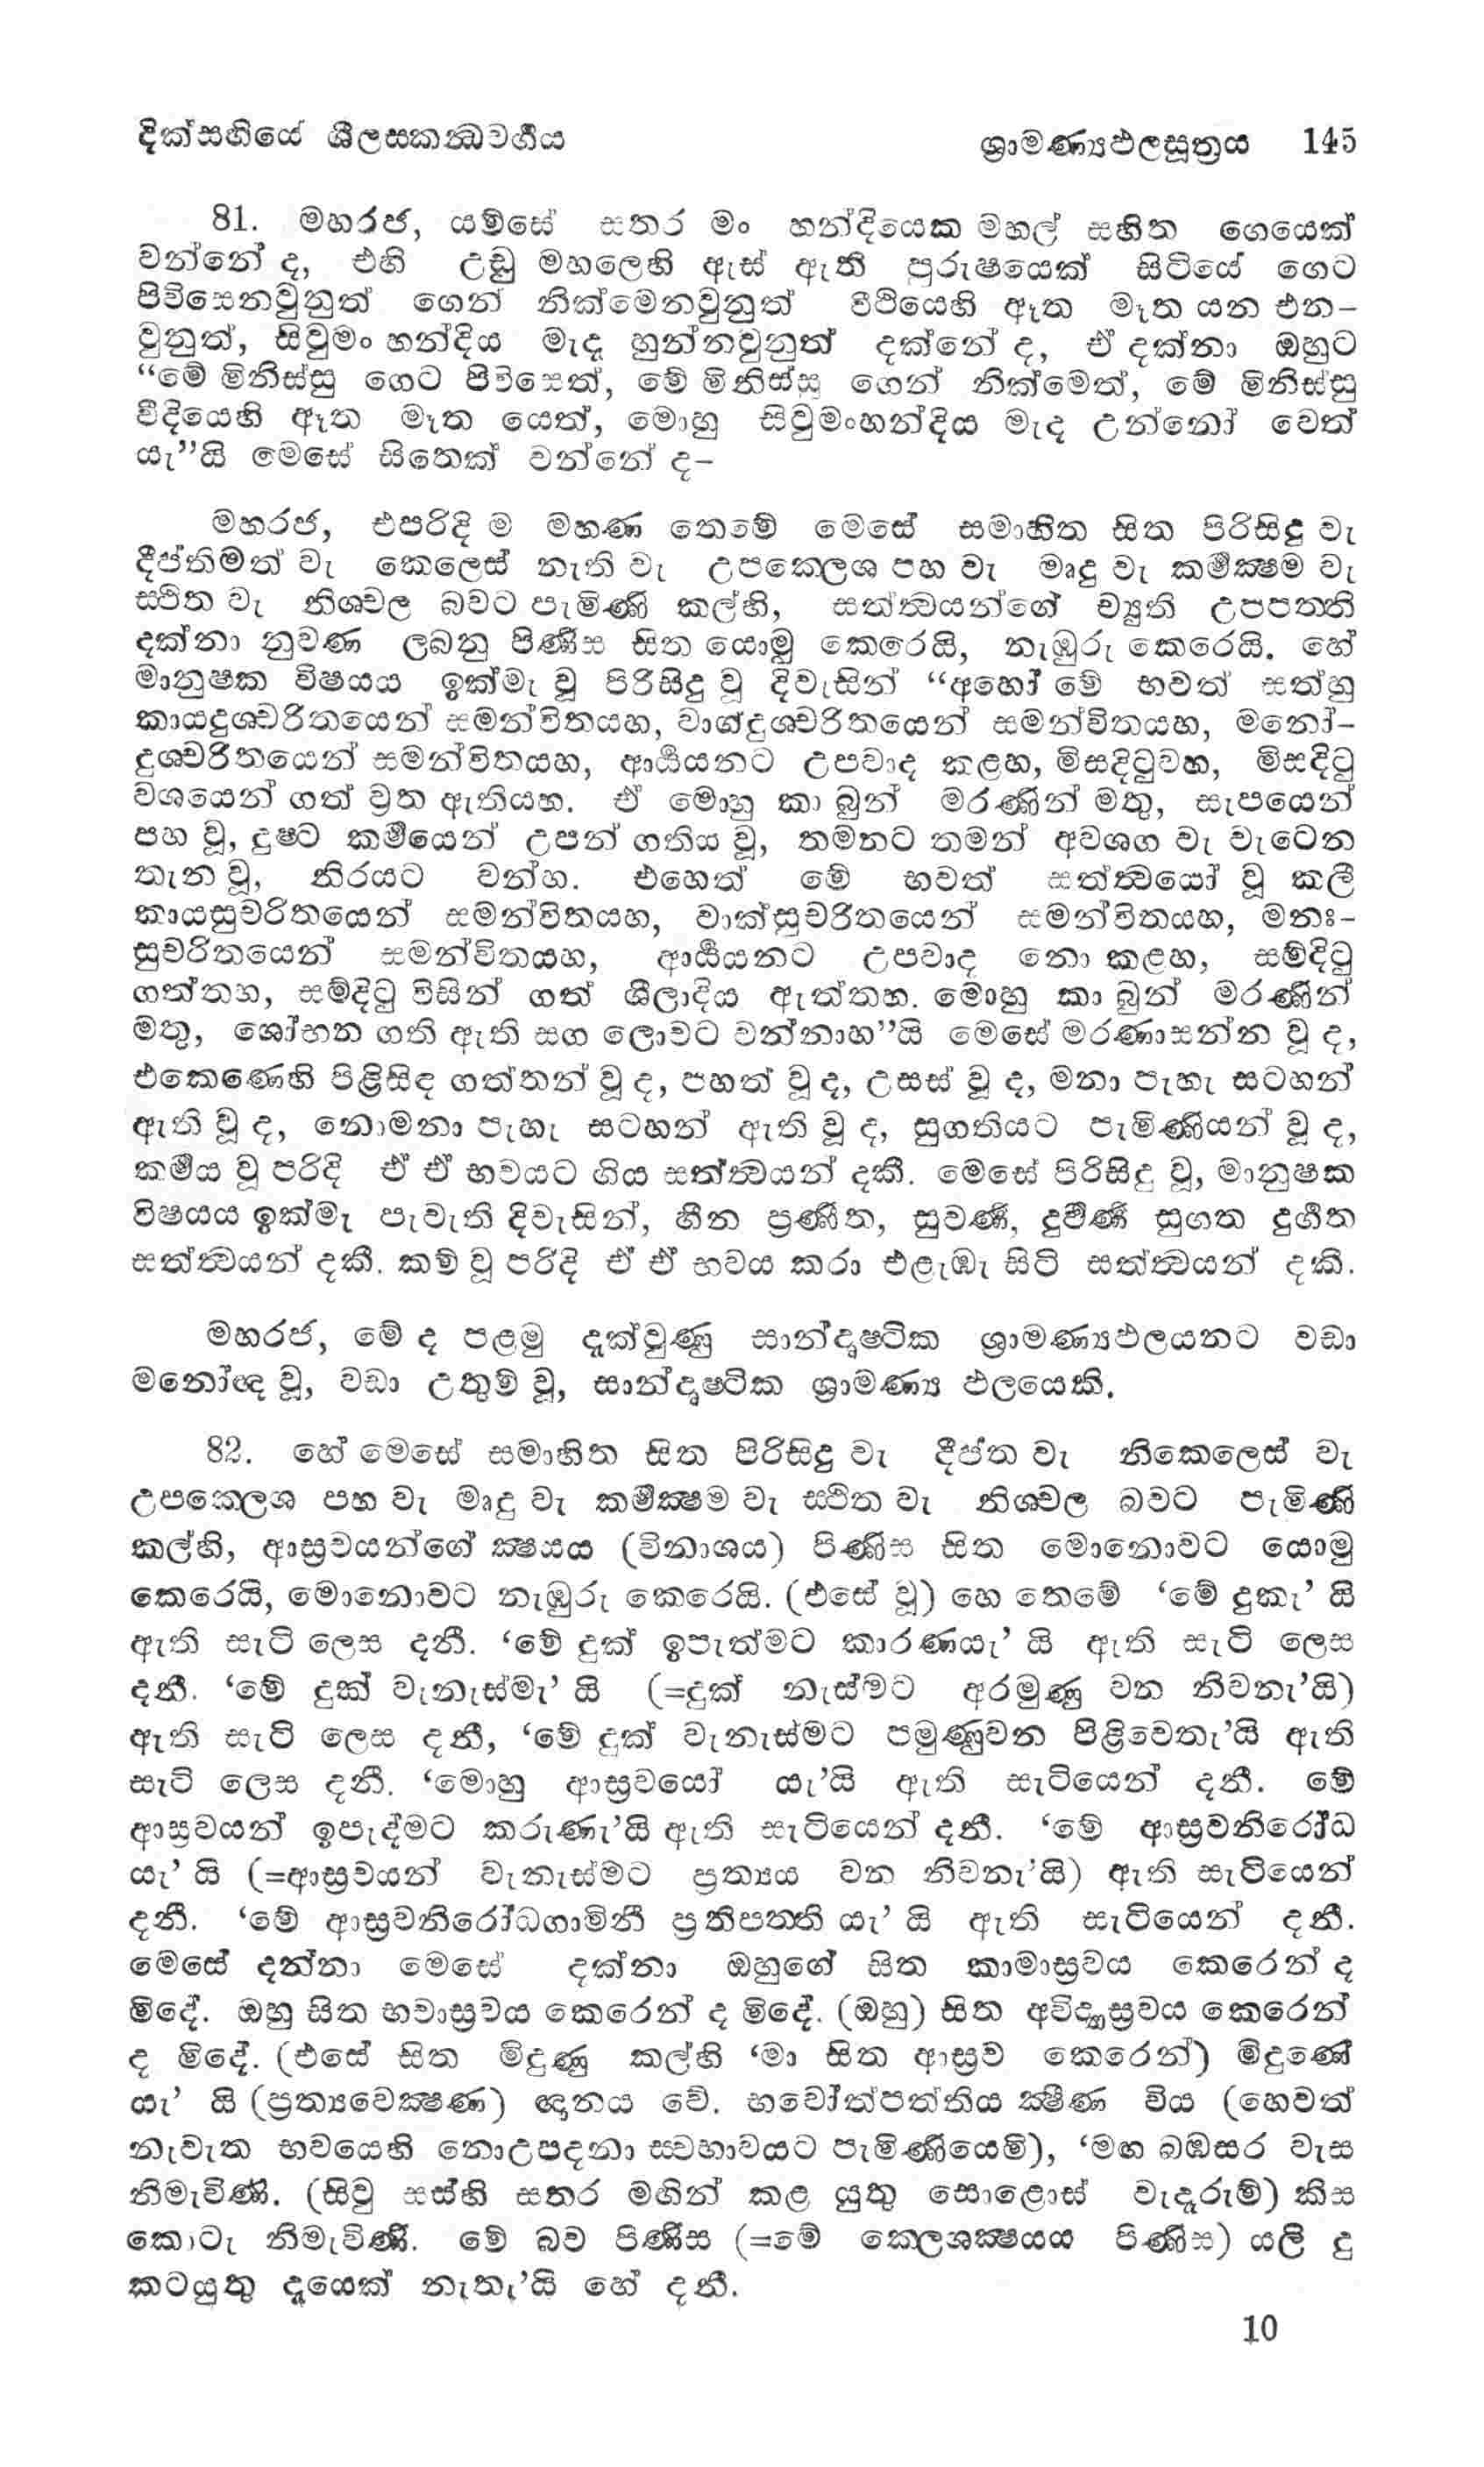 දික්සඟියේ ශීලස්කන්ධවර්ගය ශ්‍රාමණ්‍යඵලසූත්‍රය 145
81. මහරජ, යම්සේ සතර මං හන්දියෙක මහල් සහිත ගෙයෙක්
වන්නේ ද, එහි උඩු මහලෙහි ඇස් ඇති පුරුෂයෙක් සිටියේ ගෙට
පිවිසෙනවුනුත් ගෙන් නික්මෙනවුනුත් වීථියෙහි ඈත මෑත යන එන-
වුනුත්, සිවුමං හන්දිය මැද හුන්නවුනුත් දක්නේ ද, ඒ දක්නා ඔහුට
“මේ මිනිස්සු ගෙට පිවිසෙත්, මේ මිනිස්සු ගෙන් නික්මෙත්, මේ මිනිස්සු
වීදියෙහි ඈත මෑත යෙත්, මොහු සිවුමංහන්දිය මැද උන්නෝ වෙත්
යැ”යි මෙසේ සිතෙක් වන්නේ ද-
මහරජ, එපරිදි ම මහණ තෙමේ මෙසේ සමාහිත සිත පිරිසිදු වැ
දීප්තිමත් වැ කෙලෙස් නැති වැ උපක්ලෙශ පහ වැ මෘදු වැ කර්මක්ෂම වැ
ස්ථිත වැ නිශ්චල බවට පැමිණි කල්හි, සත්ත්වයන්ගේ ච්‍යුති උපපත්ති
දක්නා නුවණ ලබනු පිණිස සිත යොමු කෙරෙයි, නැඹුරු කෙරෙයි. හේ
මානුෂක විෂයය ඉක්මැ වූ පිරිසිදු වූ දිවැසින් “අහෝ මේ භවත් සත්හු
කායදුශ්චරිතයෙන් සමන්විතයහ, වාග්දුශ්චරිතයෙන් සමන්විතයහ, මනෝ-
දුශ්චරිතයෙන් සමන්විතයහ, ආර්‍ය්‍යයනට උපවාද කළහ, මිසදිටුවහ, මිසදිටු
වශයෙන් ගත් ව්‍රත ඇතියහ. ඒ මොහු කා බුන් මරණින් මතු, සැපයෙන්
පහ වූ, දුෂ්ට කර්මයෙන් උපන් ගතිය වූ, තමනට තමන් අවශග වැ වැටෙන
තැන වූ, නිරයට වන්හ. එහෙත් මේ භවත් සත්ත්වයෝ වූ කලී
කායසුචරිතයෙන් සමන්විතයහ, වාක්සුචරිතයෙන් සමන්විතයහ, මනඃ-
සුචරිතයෙන් සමන්විතයහ, ආර්‍ය්‍යයනට උපවාද නො කළහ, සම්දිටු
ගත්තහ, සම්දිටු විසින් ගත් ශීලාදිය ඇත්තහ. මොහු කා බුන් මරණින්
මතු, ශෝභන ගති ඇති සග ලොවට වන්නාහ”යි මෙසේ මරණාසන්න වූ ද,
එකෙණෙහි පිළිසිඳ ගත්තන් වූ ද, පහත් වූ ද, උසස් වූ ද, මනා පැහැ සටහන්
ඇති වූ ද, නොමනා පැහැ සටහන් ඇති වූ ද, සුගතියට පැමිණියන් වූ ද,
කර්මය වූ පරිදි ඒ ඒ භවයට ගිය සත්ත්වයන් දකී. මෙසේ පිරිසිදු වූ, මානුෂක
විෂයය ඉක්මැ පැවැති දිවැසින්, හීන ප්‍රණීත, සුවර්ණ, දුර්වර්ණ සුගත දුර්ගත
සත්ත්වයන් දකී. කම් වූ පරිදි ඒ ඒ භවය කරා එළැඹැ සිටි සත්ත්වයන් දකී.
මහරජ, මේ ද පළමු දැක්වුණු සාන්දෘෂ්ටික ශ්‍රාමණ්‍යඵලයනට වඩා
මනෝඥ වූ, වඩා උතුම් වූ, සාන්දෘෂ්ටික ශ්‍රාමණ්‍ය ඵලයෙකි.
82. හේ මෙසේ සමාහිත සිත පිරිසිදු වැ දීප්ත වැ නිකෙලෙස් වැ
උපක්ලෙශ පහ වැ මෘදු වැ කර්මක්ෂම වැ ස්ථිත වැ නිශ්චල බවට පැමිණි
කල්හි, ආස්‍රවයන්ගේ ක්ෂයය (විනාශය) පිණිස සිත මොනොවට යොමු
කෙරෙයි, මොනොවට නැඹුරු කෙරෙයි. (එසේ වූ) හෙ තෙමේ ‘මේ දුකැ’ යි
ඇති සැටි ලෙස දනී. ‘මේ දුක් ඉපැත්මට කාරණයැ’ යි ඇති සැටි ලෙස
දනී. ‘මේ දුක් වැනැස්මැ’ යි (=දුක් නැස්මට අරමුණු වන නිවනැ’යි)
ඇති සැටි ලෙස දනී, ‘මේ දුක් වැනැස්මට පමුණුවන පිළිවෙතැ’යි ඇති
සැටි ලෙස දනී. ‘මොහු ආස්‍රවයෝ යැ’යි ඇති සැටියෙන් දනී. මේ
ආස්‍රවයන් ඉපැද්මට කරුණැ’යි ඇති සැටියෙන් දනී. ‘මේ ආස්‍රවනිරෝධ
යැ’ යි (=ආස්‍රවයන් වැනැස්මට ප්‍රත්‍යය වන නිවනැ’යි) ඇති සැටියෙන්
දනී. ‘මේ ආස්‍රවනිරෝධගාමිනී ප්‍රතිපත්ති යැ’ යි ඇති සැටියෙන් දනී.
මෙසේ දන්නා මෙසේ දක්නා ඔහුගේ සිත කාමාස්‍රවය කෙරෙන් ද
මිදේ. ඔහු සිත භවාස්‍රවය කෙරෙන් ද මිදේ. (ඔහු) සිත අවිද්‍යාස්‍රවය කෙරෙන්
ද මිදේ. (එසේ සිත මිදුණු කල්හි ‘මා සිත ආස්‍රව කෙරෙන්) මිදුණේ
යැ’ යි (ප්‍රත්‍යවෙක්ෂණ) ඥානය වේ. භවෝත්පත්තිය ක්ෂීණ විය (හෙවත්
නැවැත භවයෙහි නොඋපදනා ස්වභාවයට පැමිණියෙමි), ‘මඟ බඹසර වැස
නිමැවිණි. (සිවු සස්හි සතර මඟින් කළ යුතු සොළොස් වැදෑරුම්) කිස
කොටැ නිමැවිණි. මේ බව පිණිස (=මේ ක්ලෙශක්ෂයය පිණිස) යලි දු
කටයුතු දෑයෙක් නැතැ’යි හේ දනී.
10